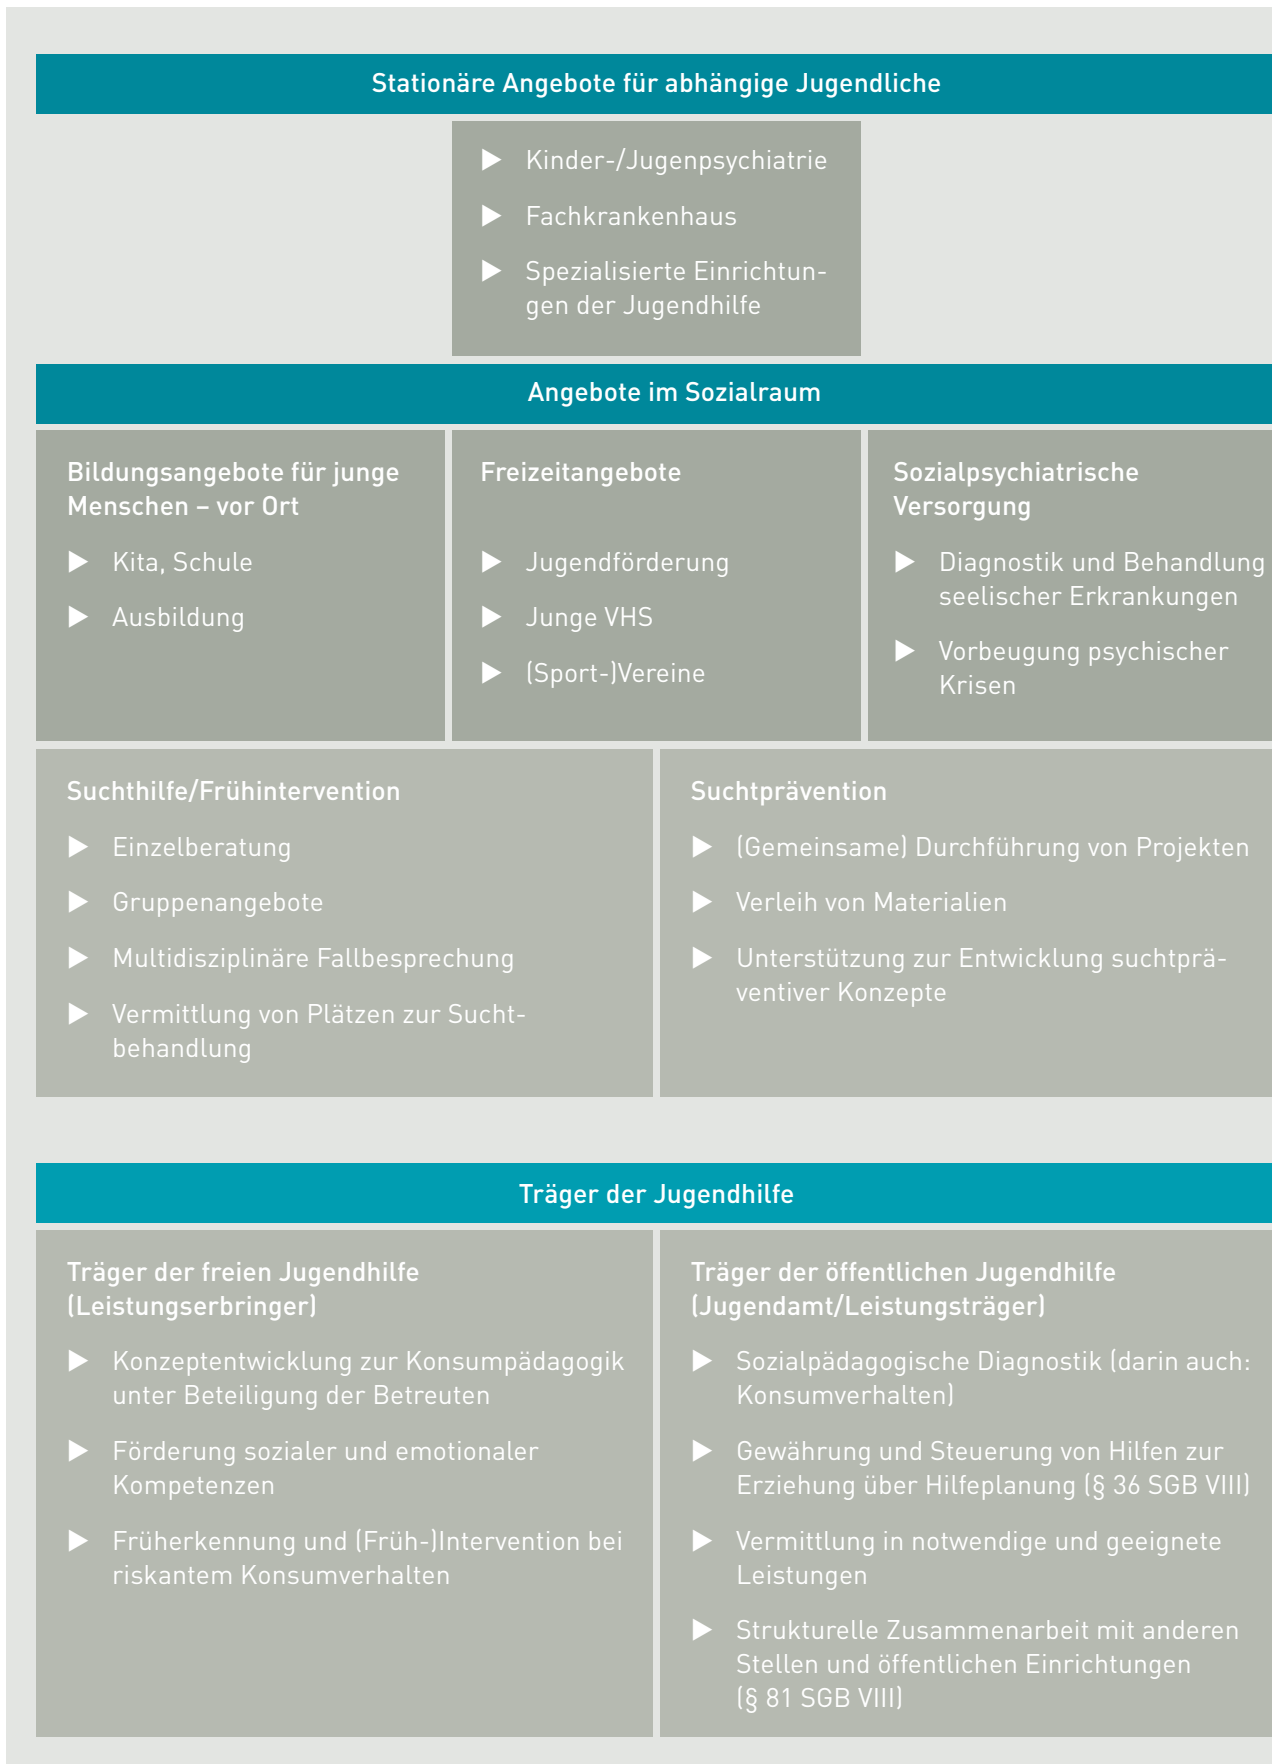 Stationäre Angebote für abhängige Jugendliche
▶ Kinder-/Jugenpsychiatrie
▶ Fachkrankenhaus
▶ Spezialisierte Einrichtun-
gen der Jugendhilfe
Angebote im Sozialraum
Bildungsangebote für junge
Menschen – vor Ort
▶ Kita, Schule
▶ Ausbildung
Freizeitangebote
▶ Jugendförderung
▶ Junge VHS
▶ (Sport-)Vereine
Sozialpsychiatrische
Versorgung
▶ Diagnostik und Behandlung
seelischer Erkrankungen
▶ Vorbeugung psychischer
Krisen
Suchthilfe/Frühintervention
▶ Einzelberatung
▶ Gruppenangebote
▶ Multidisziplinäre Fallbesprechung
▶ Vermittlung von Plätzen zur Sucht-
behandlung
Suchtprävention
▶ (Gemeinsame) Durchführung von Projekten
▶ Verleih von Materialien
▶ Unterstützung zur Entwicklung suchtprä-
ventiver Konzepte
Träger der Jugendhilfe
Träger der freien Jugendhilfe
(Leistungserbringer)
▶ Konzeptentwicklung zur Konsumpädagogik
unter Beteiligung der Betreuten
▶ Förderung sozialer und emotionaler
Kompetenzen
▶ Früherkennung und (Früh-)Intervention bei
riskantem Konsumverhalten
Träger der öffentlichen Jugendhilfe
(Jugendamt/Leistungsträger)
▶ Sozialpädagogische Diagnostik (darin auch:
Konsumverhalten)
▶ Gewährung und Steuerung von Hilfen zur
Erziehung über Hilfeplanung (§ 36 SGB VIII)
▶ Vermittlung in notwendige und geeignete
Leistungen
▶ Strukturelle Zusammenarbeit mit anderen
Stellen und öffentlichen Einrichtungen
(§ 81 SGB VIII)